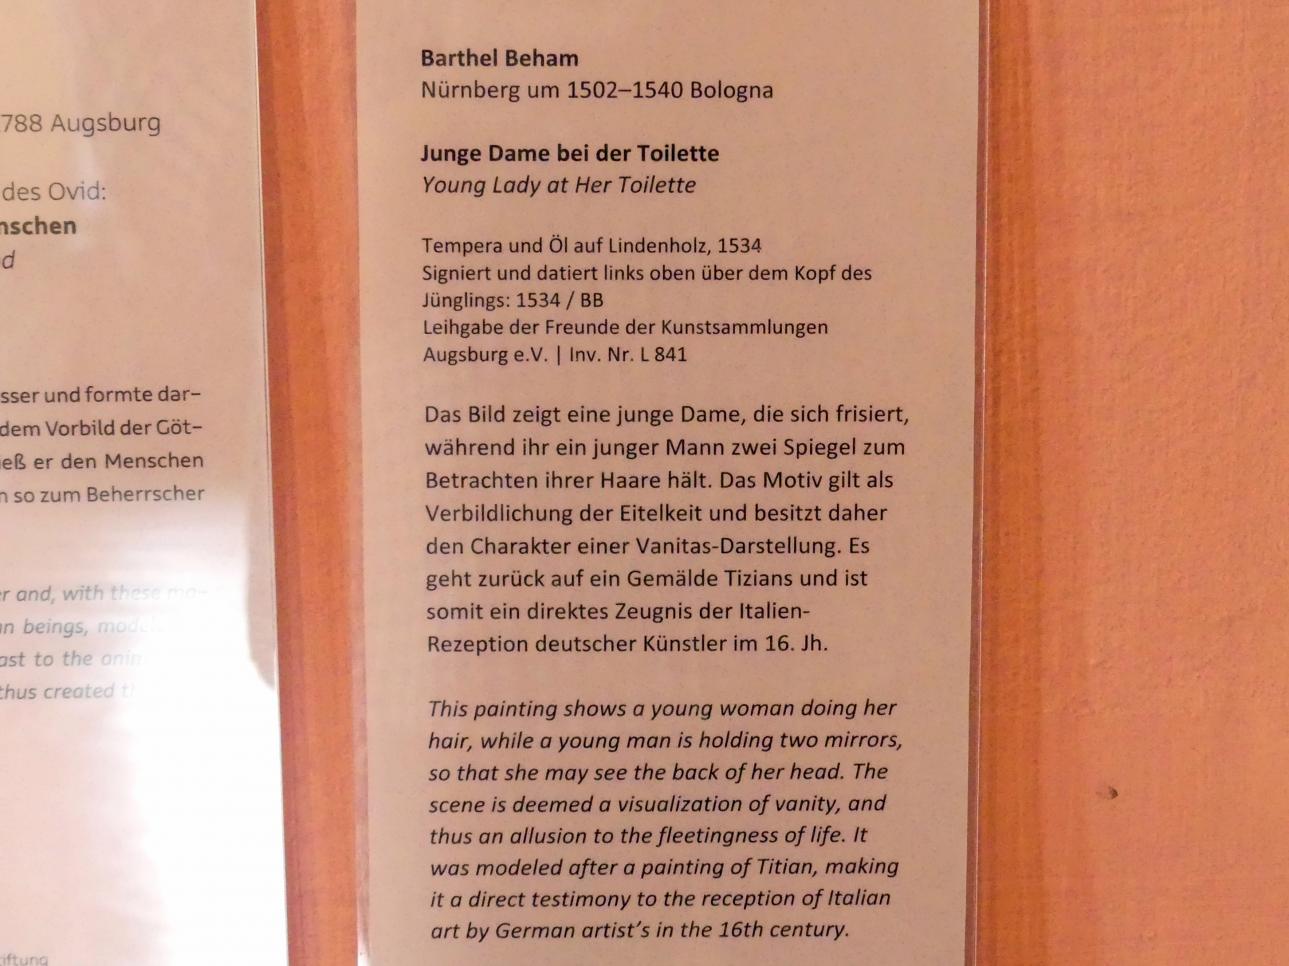 788 Augsburg
des Ovid:
nschen
d
sser und formte dar-
dem Vorbild der Göt-
ieß er den Menschen
n so zum Beherrscher
er and, with these ma-
an beings,
ast to the
thus created
Barthel Beham
Nürnberg um 1502–1540 Bologna
Junge Dame bei der Toilette
Young Lady at Her Toilette
Tempera und Öl auf Lindenholz, 1534
Signiert und datiert links oben über dem Kopf des
Jünglings: 1534 / BB
Leihgabe der Freunde der Kunstsammlungen
Augsburg e.V. | Inv. Nr. L 841
Das Bild zeigt eine junge Dame, die sich frisiert,
während ihr ein junger Mann zwei Spiegel zum
Betrachten ihrer Haare hält. Das Motiv gilt als
Verbildlichung der Eitelkeit und besitzt daher
den Charakter einer Vanitas-Darstellung. Es
geht zurück auf ein Gemälde Tizians und ist
somit ein direktes Zeugnis der Italien-
Rezeption deutscher Künstler im 16. Jh.
This painting shows a young woman doing her
hair, while a young man is holding two mirrors,
so that she may see the back of her head. The
scene is deemed a visualization of vanity, and
thus an allusion to the fleetingness of life. It
was modeled after a painting of Titian, making
it a direct testimony to the reception of Italian
art by German artist's in the 16th century.